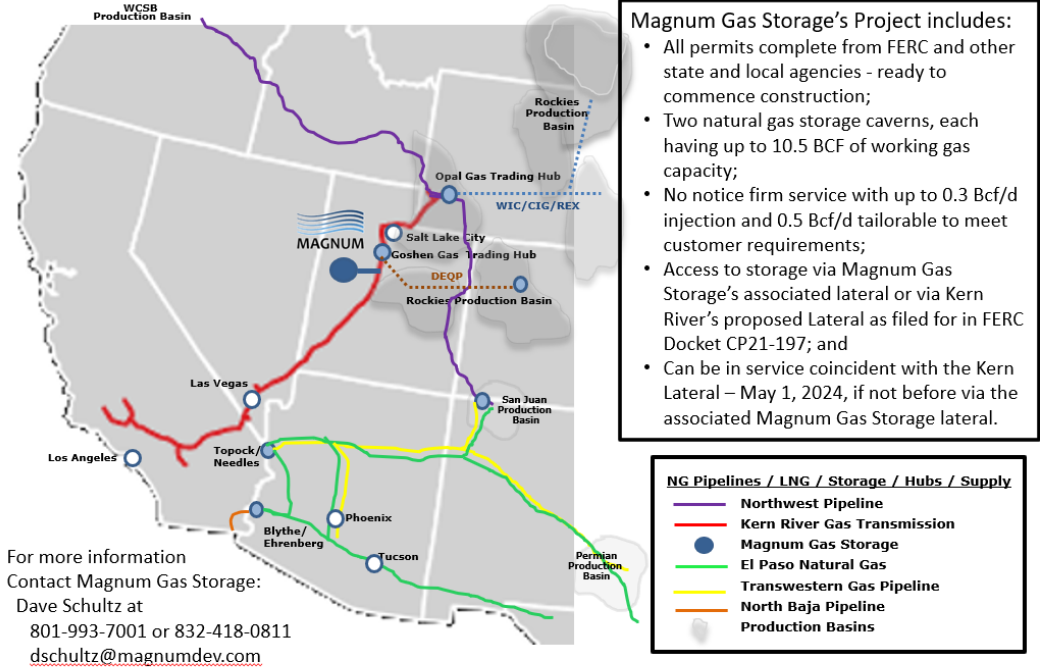 WCSB
Production Basin
Rockies
Production
Basin
Opal Gas Trading Hub
WIC/CIG/REX
MAGNUM
Salt Lake City
Goshen Gas Trading Hub
DEQP
Rockies Production Basin
Las Vegas
San Juan
Production
Basin
Los Angeles
Topock/
Needles
Phoenix
Blythe/
Ehrenberg
Tucson
Permian
Production
Basin
For more information
Contact Magnum Gas Storage:
Dave Schultz at
801-993-7001 or 832-418-0811
dschultz@magnumdev.com
Magnum Gas Storage’s Project includes:
• All permits complete from FERC and other
state and local agencies - ready to
commence construction;
• Two natural gas storage caverns, each
having up to 10.5 BCF of working gas
capacity;
• No notice firm service with up to 0.3 Bcf/d
injection and 0.5 Bcf/d tailorable to meet
customer requirements;
• Access to storage via Magnum Gas
Storage’s associated lateral or via Kern
River’s proposed Lateral as filed for in FERC
Docket CP21-197; and
• Can be in service coincident with the Kern
Lateral – May 1, 2024, if not before via the
associated Magnum Gas Storage lateral.
NG Pipelines / LNG / Storage / Hubs / Supply
Northwest Pipeline
Kern River Gas Transmission
Magnum Gas Storage
El Paso Natural Gas
Transwestern Gas Pipeline
North Baja Pipeline
Production Basins